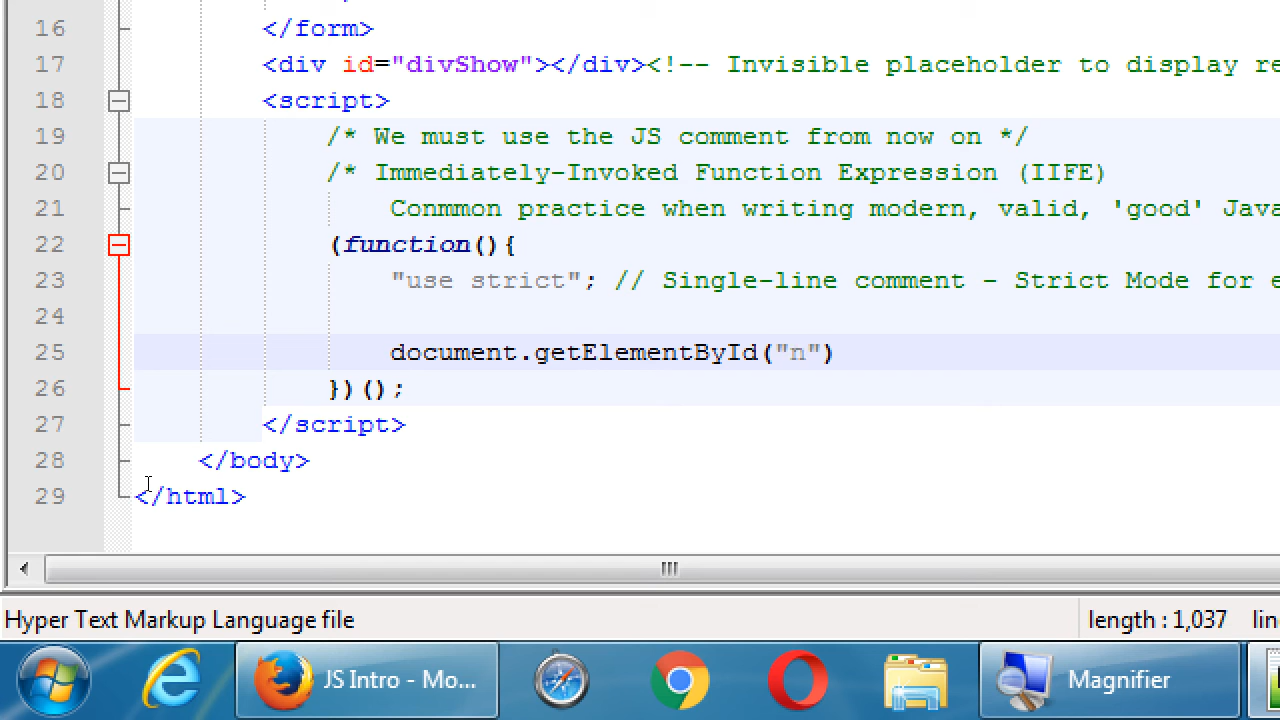 16 </form>
17 <div id="divShow"></div><!-- Invisible placeholder to display re
18 <script>
19 /* We must use the JS comment from now on */
20 /* Immediately-Invoked Function Expression (IIFE)
21 Conmmon practice when writing modern, valid, 'good' Java
22 (function(){
23 "use strict"; // Single-line comment - Strict Mode for e
24
25 document.getElementById("n")
26 })();
27 </script>
28 </body>
29 </html>
Hyper Text Markup Language file length : 1,037 lin
JS Intro - Mo... Magnifier